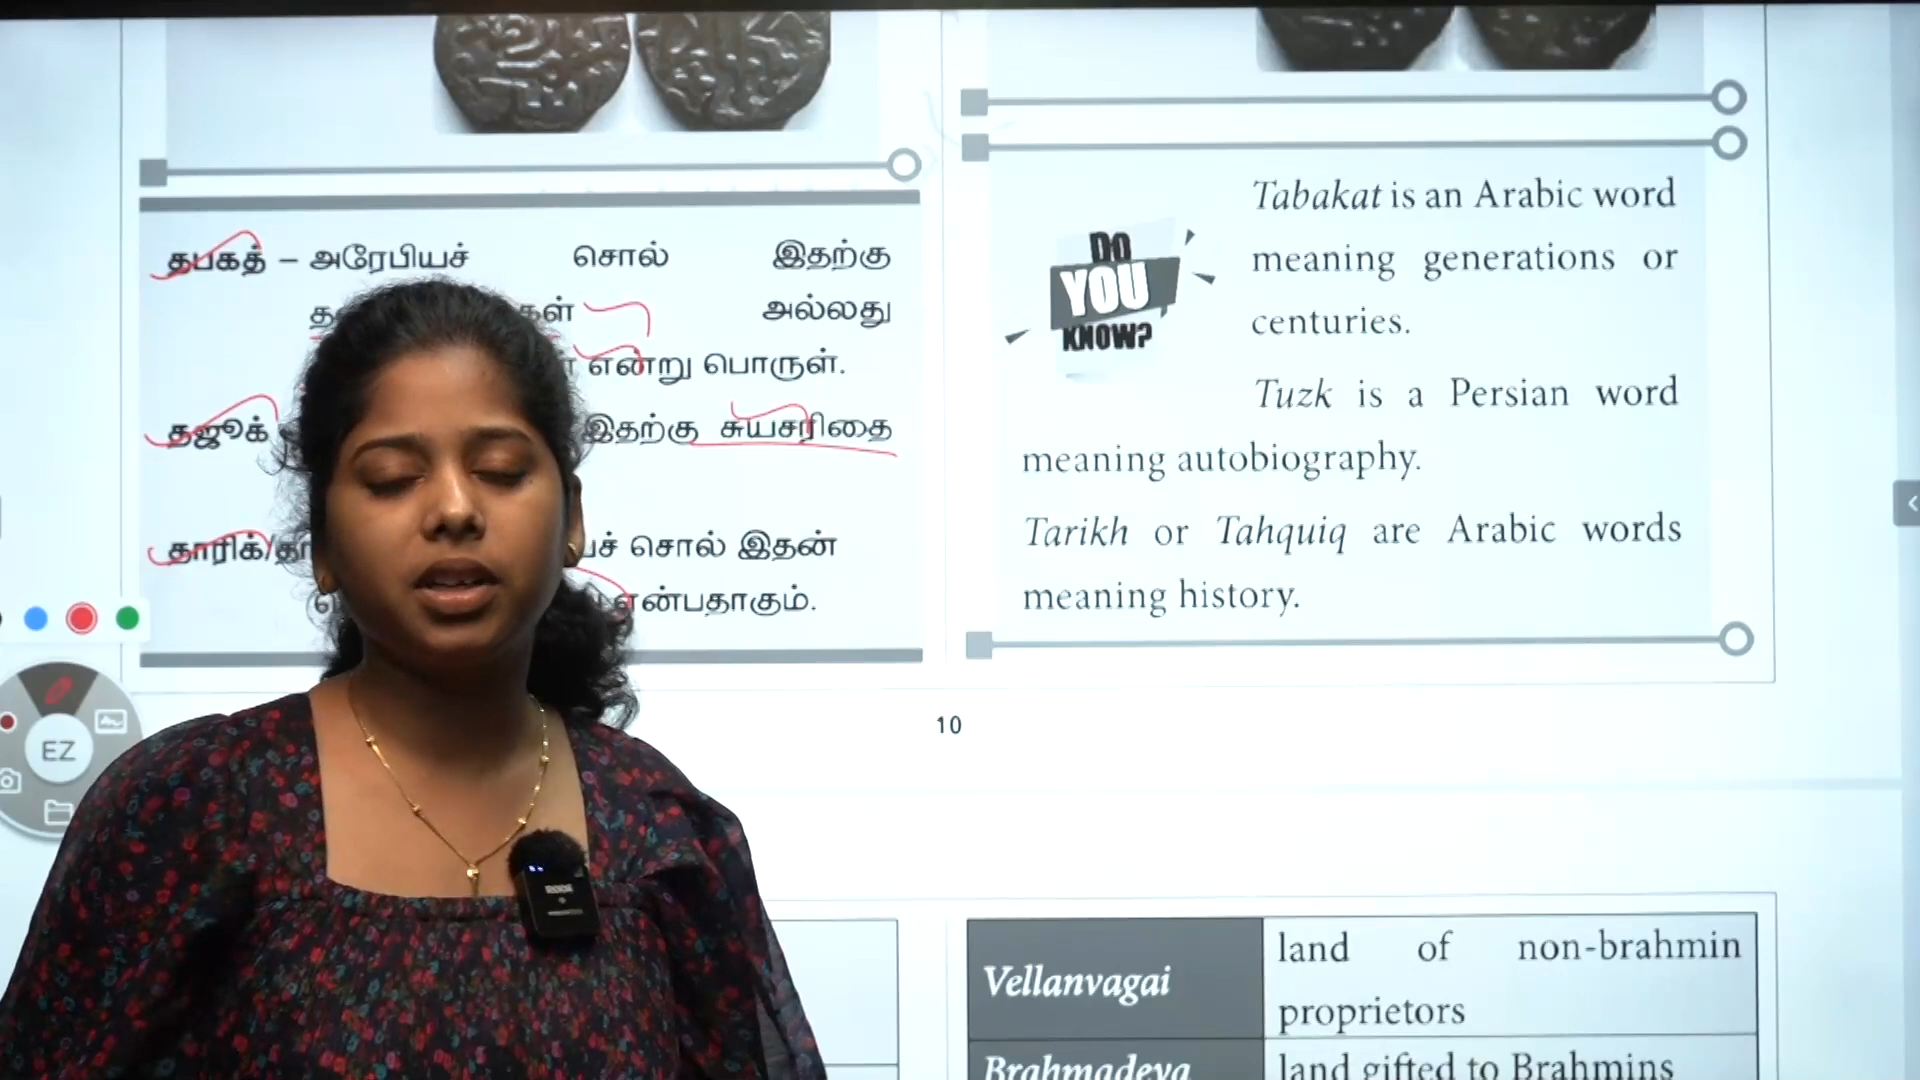 தபகத் – அரேபியச் சொல் இதற்கு
அல்லது
என்று பொருள்.
தஜூக் இதற்கு சுயசரிதை
தாரிக்/ சொல் இதன்
என்பதாகும்.
DO
YOU
KNOW?
Tabakat is an Arabic word
meaning generations or
centuries.
Tuzk is a Persian word
meaning autobiography.
Tarikh or Tahquiq are Arabic words
meaning history.
EZ
10
Vellanvagai
land of non-brahmin
proprietors
Brahmadeya
land gifted to Brahmins